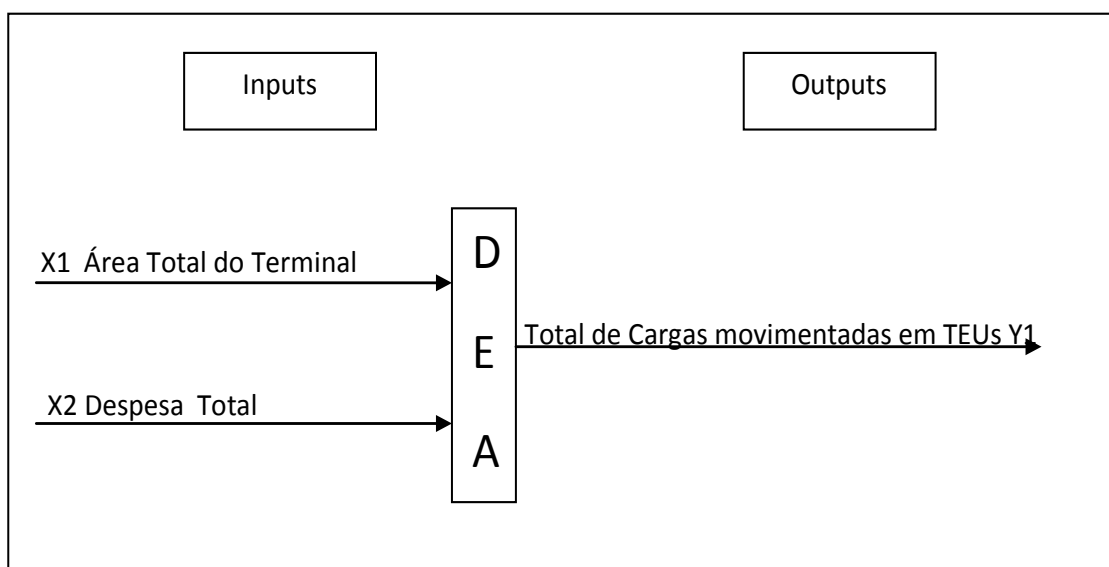 Inputs
Outputs
X1 Área Total do Terminal
D
E
A
Total de Cargas movimentadas em TEUs Y1
X2 Despesa Total